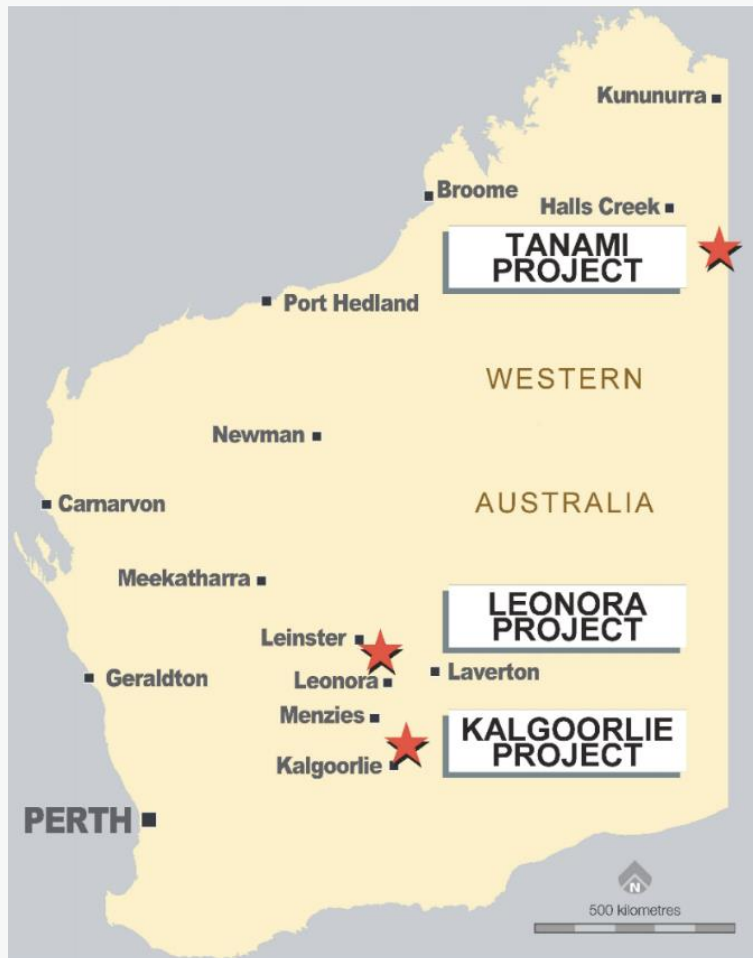 Kununurra
Broome
Halls Creek
TANAMI
PROJECT
Port Hedland
WESTERN
Newman
AUSTRALIA
Carnarvon
Meekatharra
LEONORA
PROJECT
Leinster
Laverton
Geraldton
Leonora
Menzies
KALGOORLIE
PROJECT
Kalgoorlie
PERTH
N
500 kilometres